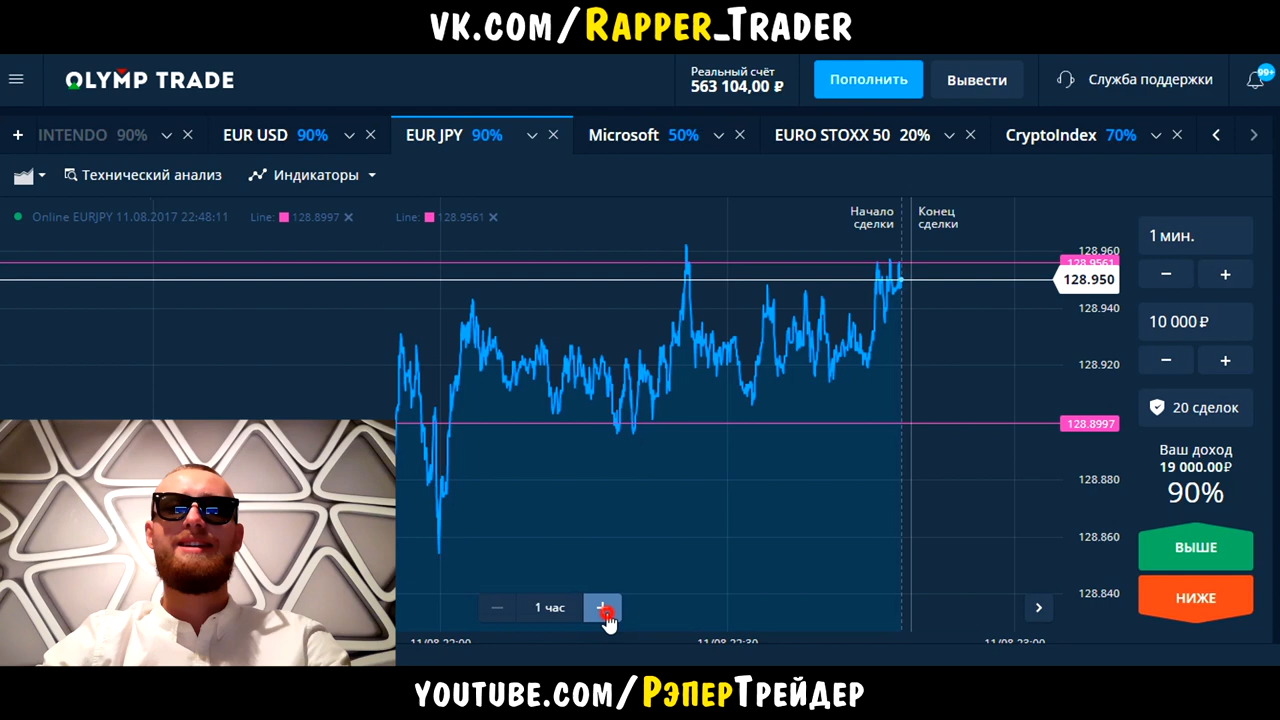 vk.com/Rapper_Trader
OLYMP TRADE
Реальный счёт
563 104,00 ₽
Пополнить
Вывести
Служба поддержки
99+
+ INTENDO 90%
EUR USD 90%
EUR JPY 90%
Microsoft 50%
EURO STOXX 50 20%
CryptoIndex 70%
Технический анализ
Индикаторы
Online EURJPY 11.08.2017 22:48:11
Line: 128.8997
Line: 128.9561
Начало
сделки
Конец
сделки
128.960
128.9561
128.950
128.940
128.920
128.8997
128.880
128.860
128.840
1 мин.
− +
10 000 ₽
− +
20 сделок
Ваш доход
19 000.00₽
90%
ВЫШЕ
НИЖЕ
− 1 час +
11/08 22:00
11/08 22:30
11/08 23:00
youtube.com/РэперТрейдер